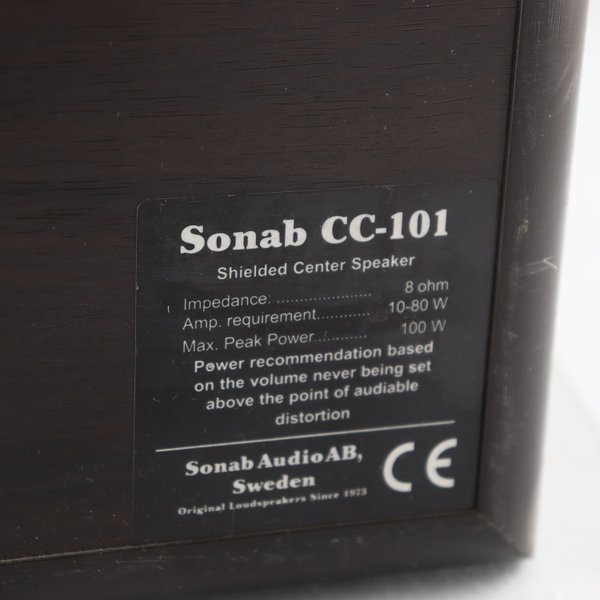 Sonab CC-101
Shielded Center Speaker
Impedance: ..................... 8 ohm
Amp. requirement............ 10-80 W
Max. Peak Power............ 100 W
Power recommendation based
on the volume never being set
above the point of audiable
distortion
Sonab Audio AB,
Sweden
Original Loudspeakers Since 1973
CE